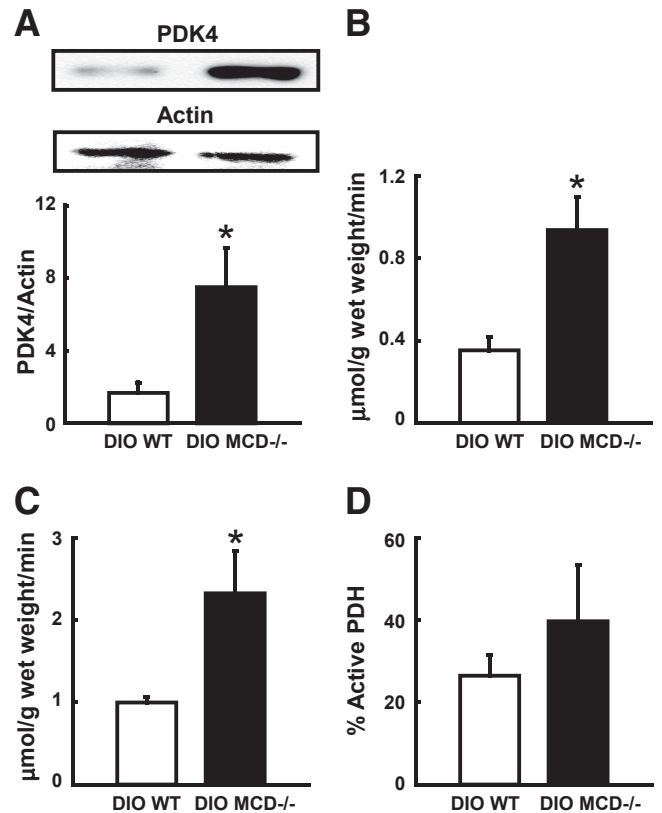 A
PDK4
Actin
12
8
4
0
PDK4/Actin
*
DIO WT DIO MCD-/-
B
1.2
0.8
0.4
0
μmol/g wet weight/min
*
DIO WT DIO MCD-/-
C
3
2
1
0
μmol/g wet weight/min
*
DIO WT DIO MCD-/-
D
60
40
20
0
% Active PDH
DIO WT DIO MCD-/-